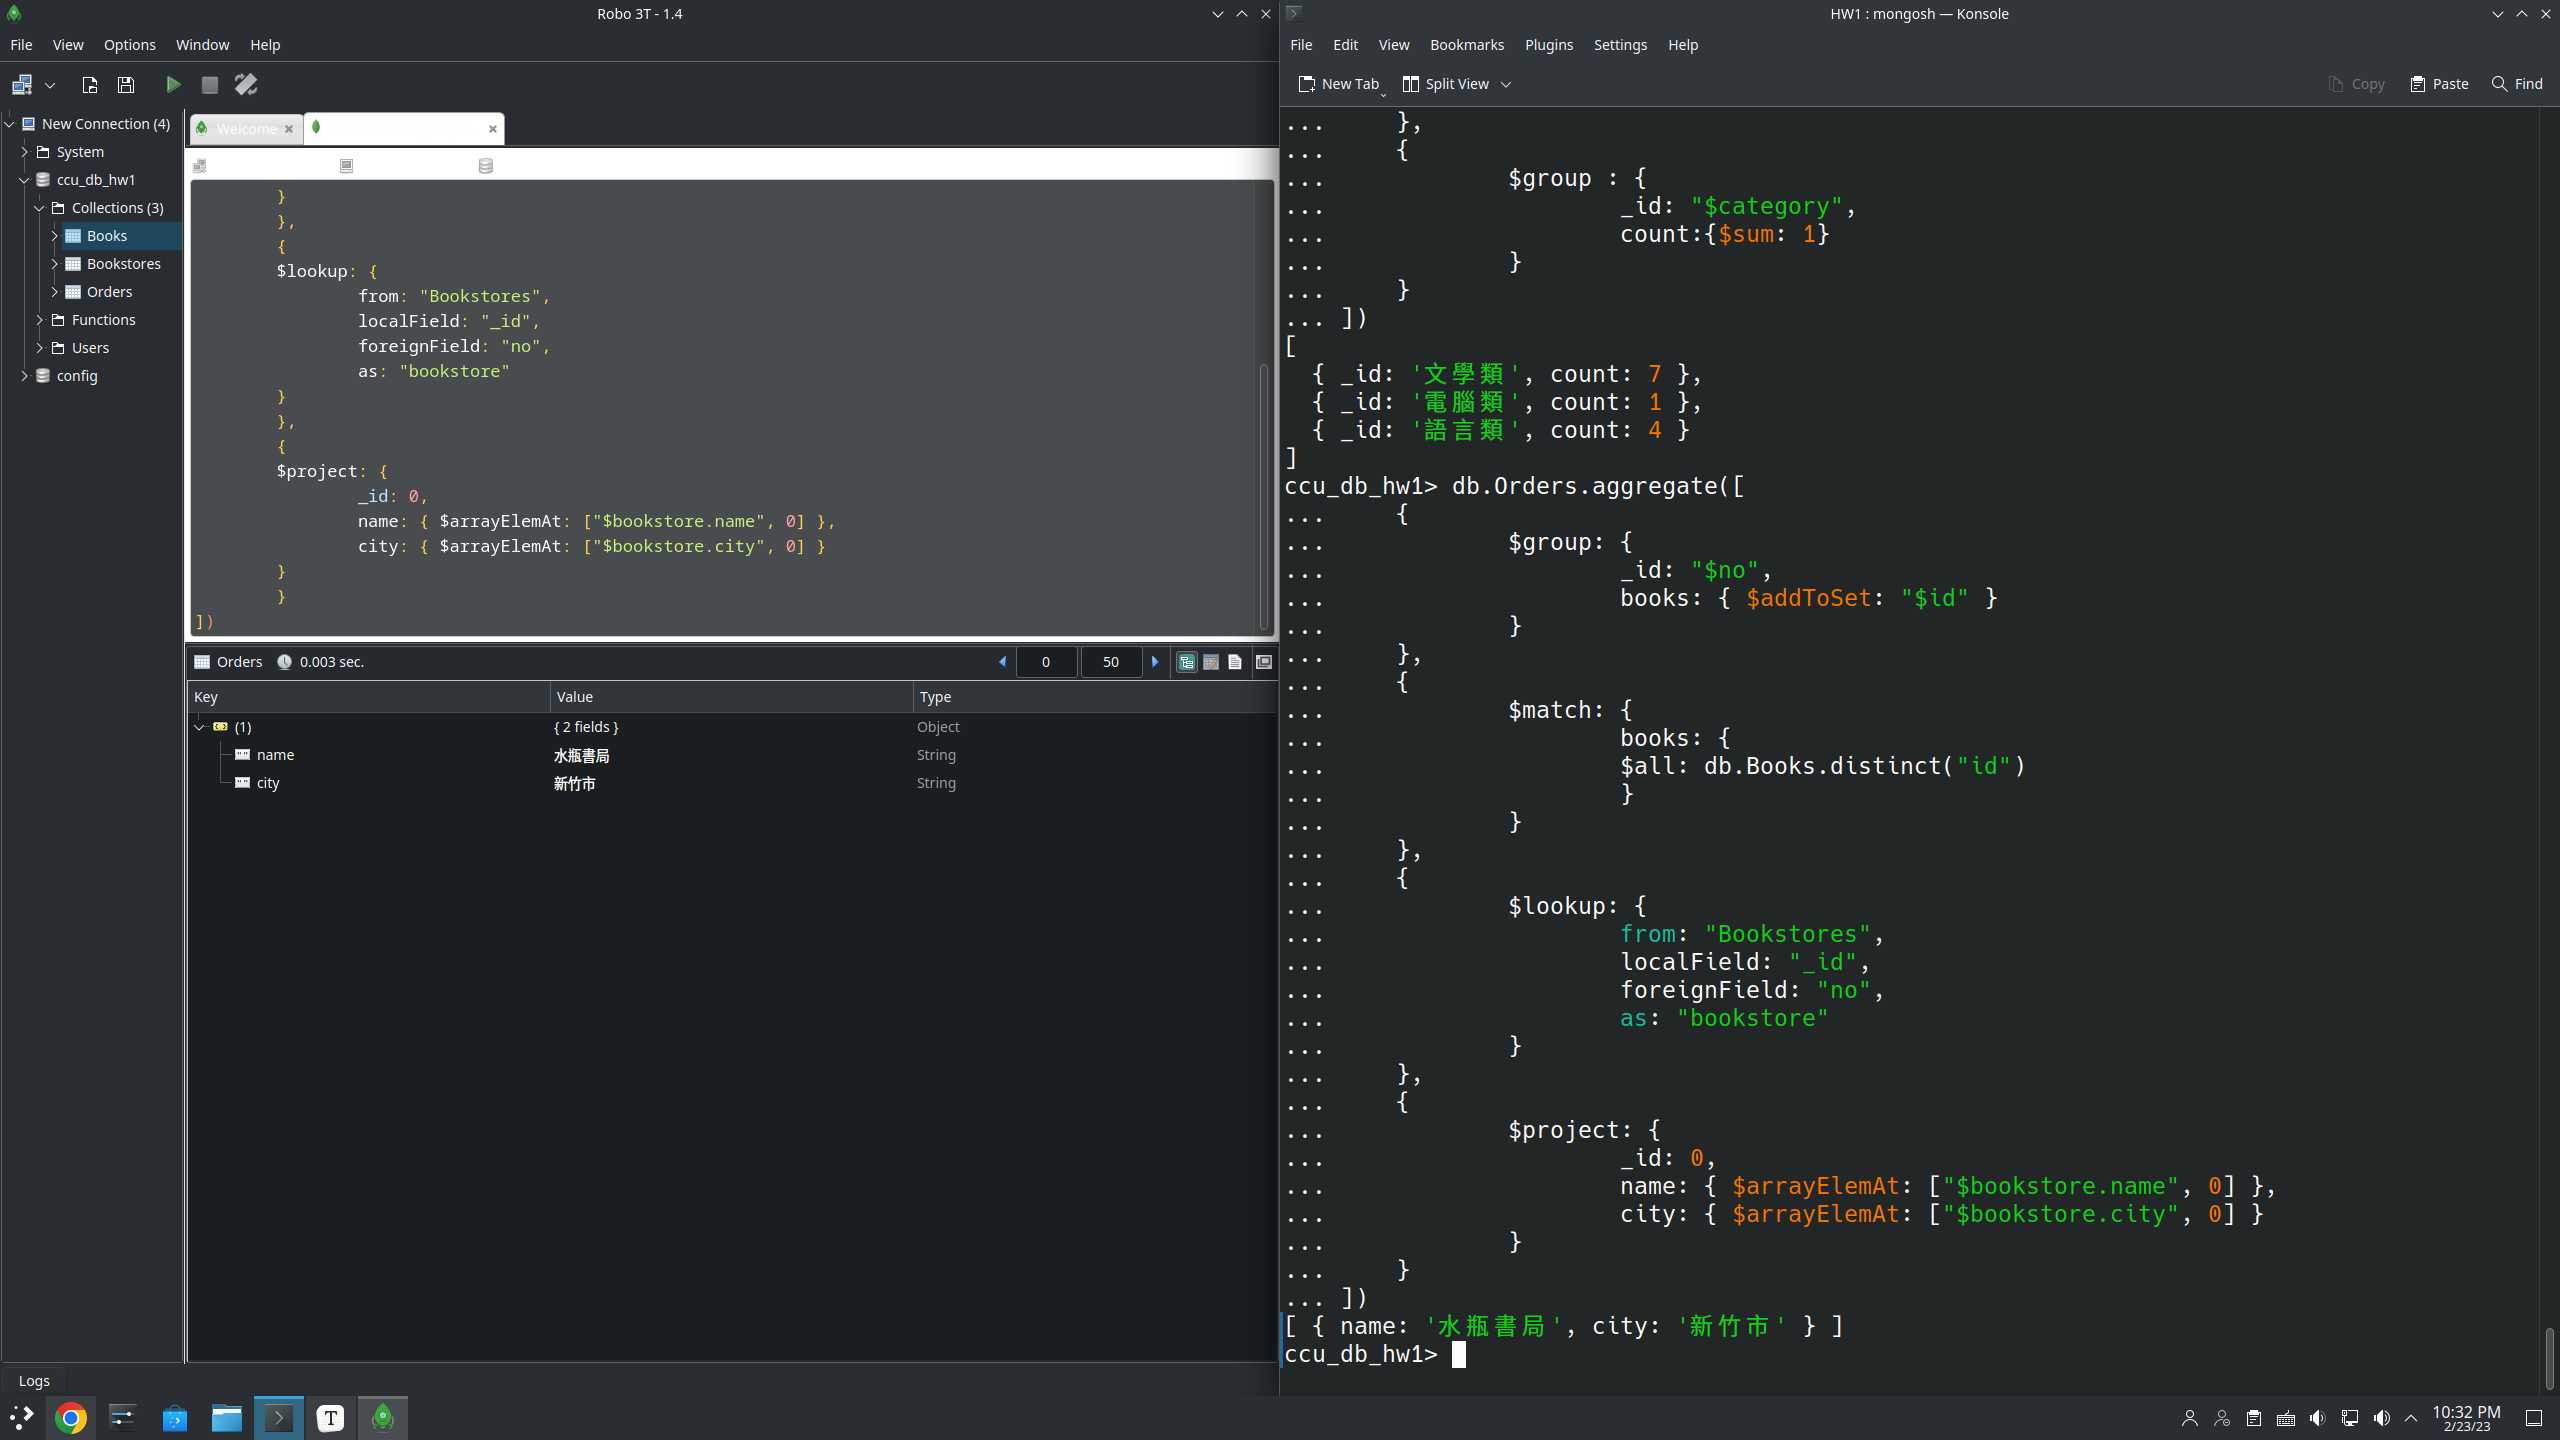 Robo 3T - 1.4
File View Options Window Help
New Connection (4)
System
ccu_db_hw1
Collections (3)
Books
Bookstores
Orders
Functions
Users
config
Welcome
}
},
{
$lookup: {
from: "Bookstores",
localField: "_id",
foreignField: "no",
as: "bookstore"
}
},
{
$project: {
_id: 0,
name: { $arrayElemAt: ["$bookstore.name", 0] },
city: { $arrayElemAt: ["$bookstore.city", 0] }
}
}
])
Orders 0.003 sec. 0 50
Key Value Type
(1) { 2 fields } Object
name 水瓶書局 String
city 新竹市 String
Logs
HW1 : mongosh — Konsole
File Edit View Bookmarks Plugins Settings Help
New Tab Split View Copy Paste Find
... },
... {
... $group : {
... _id: "$category",
... count:{$sum: 1}
... }
... }
... ])
[
{ _id: '文學類', count: 7 },
{ _id: '電腦類', count: 1 },
{ _id: '語言類', count: 4 }
]
ccu_db_hw1> db.Orders.aggregate([
... {
... $group: {
... _id: "$no",
... books: { $addToSet: "$id" }
... }
... },
... {
... $match: {
... books: {
... $all: db.Books.distinct("id")
... }
... }
... },
... {
... $lookup: {
... from: "Bookstores",
... localField: "_id",
... foreignField: "no",
... as: "bookstore"
... }
... },
... {
... $project: {
... _id: 0,
... name: { $arrayElemAt: ["$bookstore.name", 0] },
... city: { $arrayElemAt: ["$bookstore.city", 0] }
... }
... }
... ])
[ { name: '水瓶書局', city: '新竹市' } ]
ccu_db_hw1>
T
10:32 PM
2/23/23